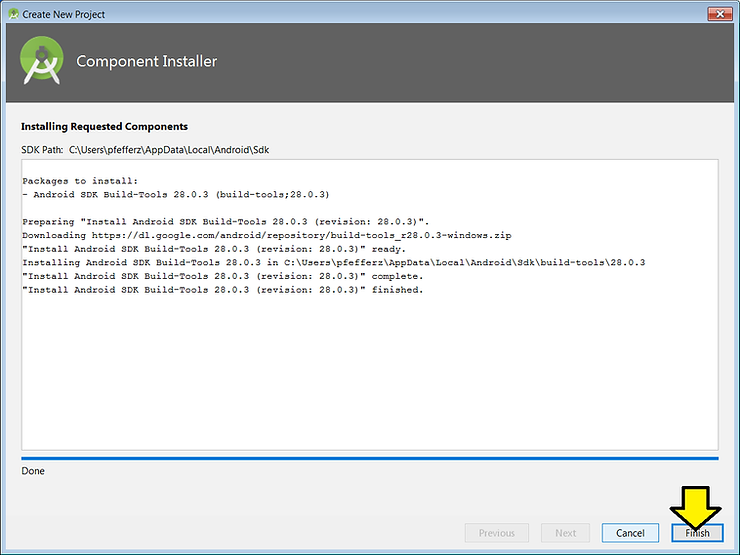 Create New Project
Component Installer
Installing Requested Components
SDK Path: C:\Users\pfefferz\AppData\Local\Android\Sdk
Packages to install:
- Android SDK Build-Tools 28.0.3 (build-tools;28.0.3)
Preparing "Install Android SDK Build-Tools 28.0.3 (revision: 28.0.3)".
Downloading https://dl.google.com/android/repository/build-tools_r28.0.3-windows.zip
"Install Android SDK Build-Tools 28.0.3 (revision: 28.0.3)" ready.
Installing Android SDK Build-Tools 28.0.3 in C:\Users\pfefferz\AppData\Local\Android\Sdk\build-tools\28.0.3
"Install Android SDK Build-Tools 28.0.3 (revision: 28.0.3)" complete.
"Install Android SDK Build-Tools 28.0.3 (revision: 28.0.3)" finished.
Done
Previous Next Cancel Finish